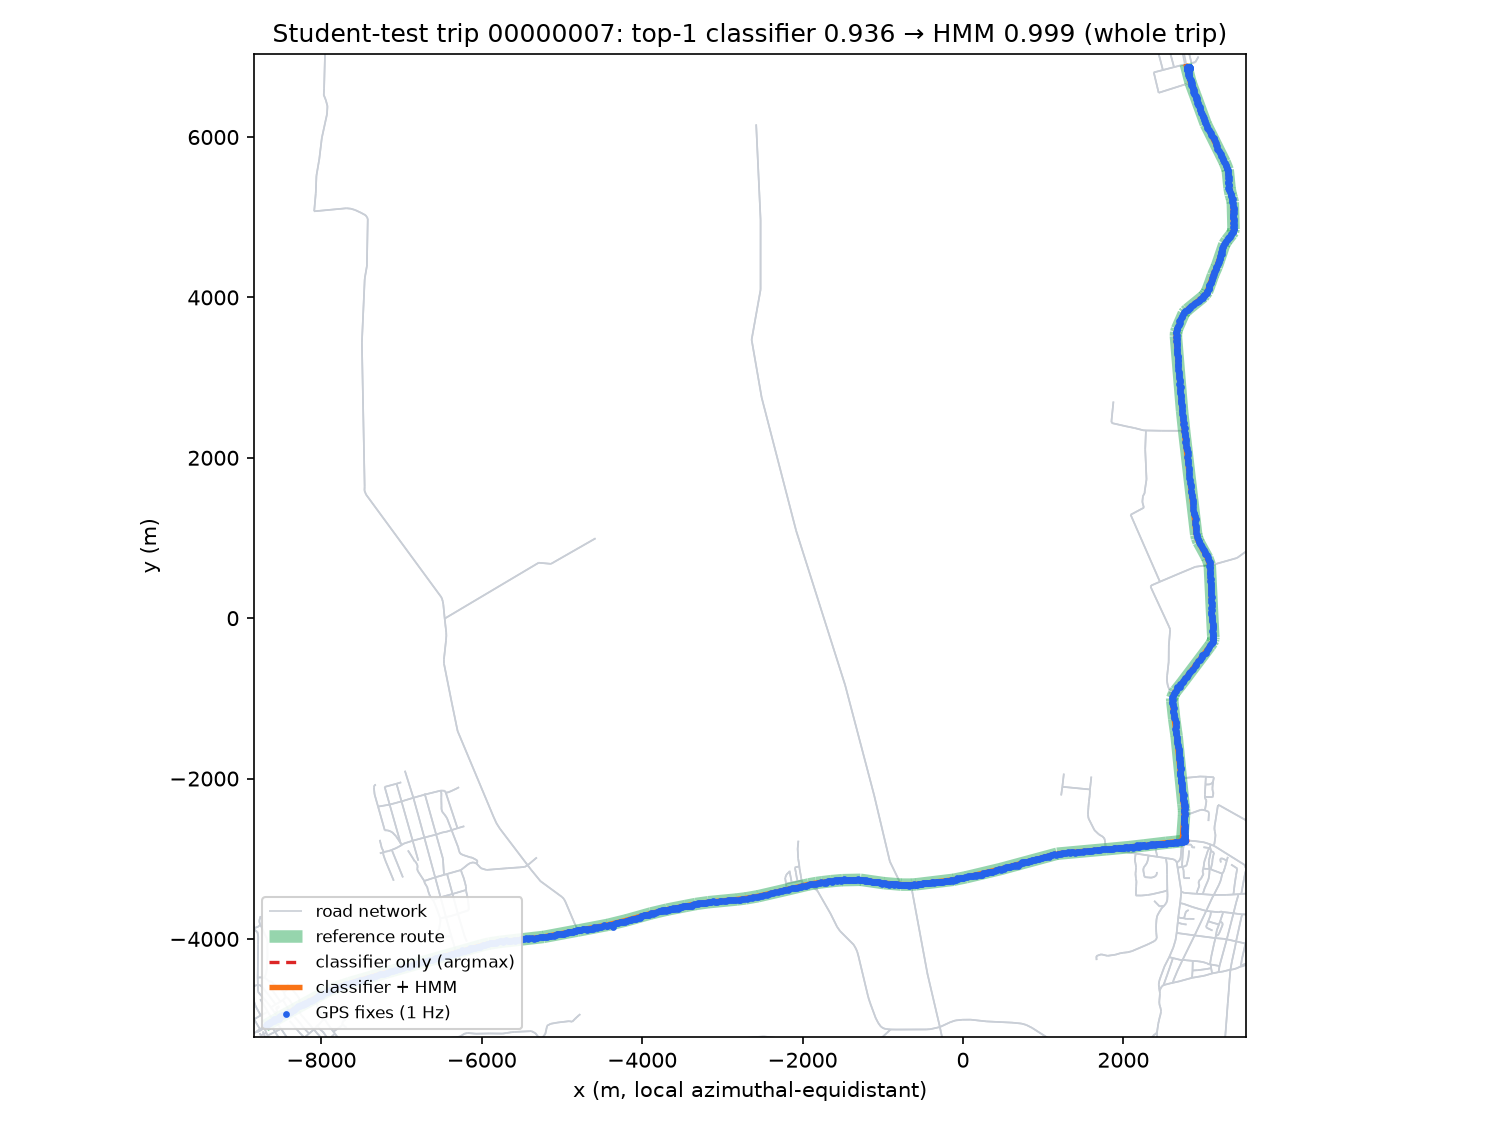 Student-test trip 00000007: top-1 classifier 0.936 → HMM 0.999 (whole trip)
6000
4000
2000
0
−2000
−4000
y (m)
road network
reference route
classifier only (argmax)
classifier + HMM
GPS fixes (1 Hz)
−8000 −6000 −4000 −2000 0 2000
x (m, local azimuthal-equidistant)